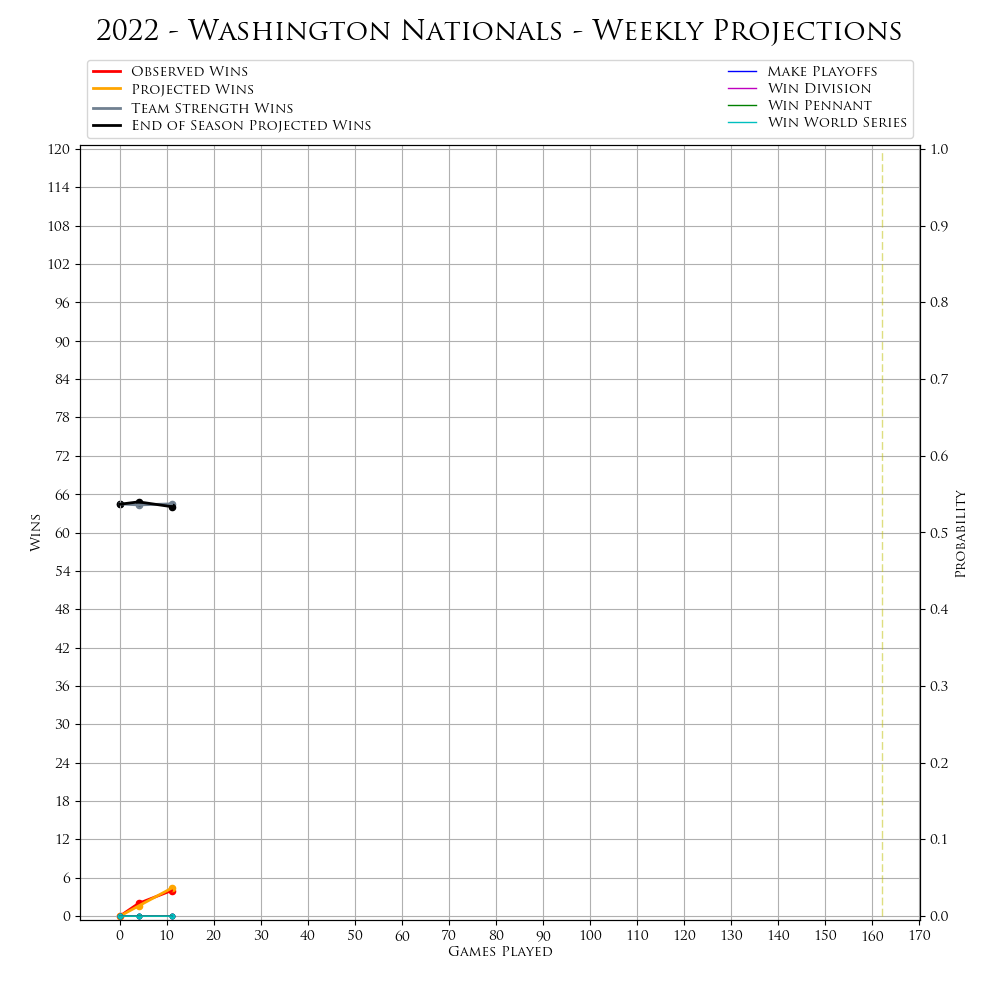 2022 - Washington Nationals - Weekly Projections
Observed Wins
Projected Wins
Team Strength Wins
End of Season Projected Wins
Make Playoffs
Win Division
Win Pennant
Win World Series
120
114
108
102
96
90
84
78
72
66
60
54
48
42
36
30
24
18
12
6
0
Wins
1.0
0.9
0.8
0.7
0.6
0.5
0.4
0.3
0.2
0.1
0.0
Probability
0 10 20 30 40 50 60 70 80 90 100 110 120 130 140 150 160 170
Games Played